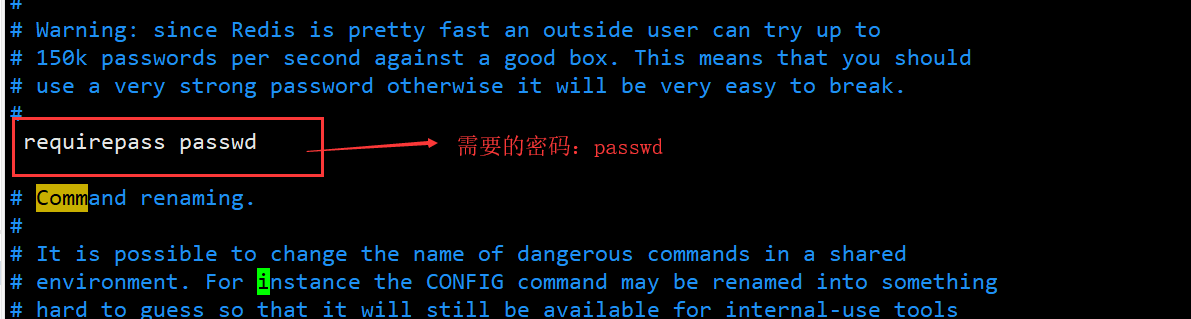 #
# Warning: since Redis is pretty fast an outside user can try up to
# 150k passwords per second against a good box. This means that you should
# use a very strong password otherwise it will be very easy to break.
#
requirepass passwd
需要的密码：passwd
# Command renaming.
#
# It is possible to change the name of dangerous commands in a shared
# environment. For instance the CONFIG command may be renamed into something
# hard to guess so that it will still be available for internal-use tools